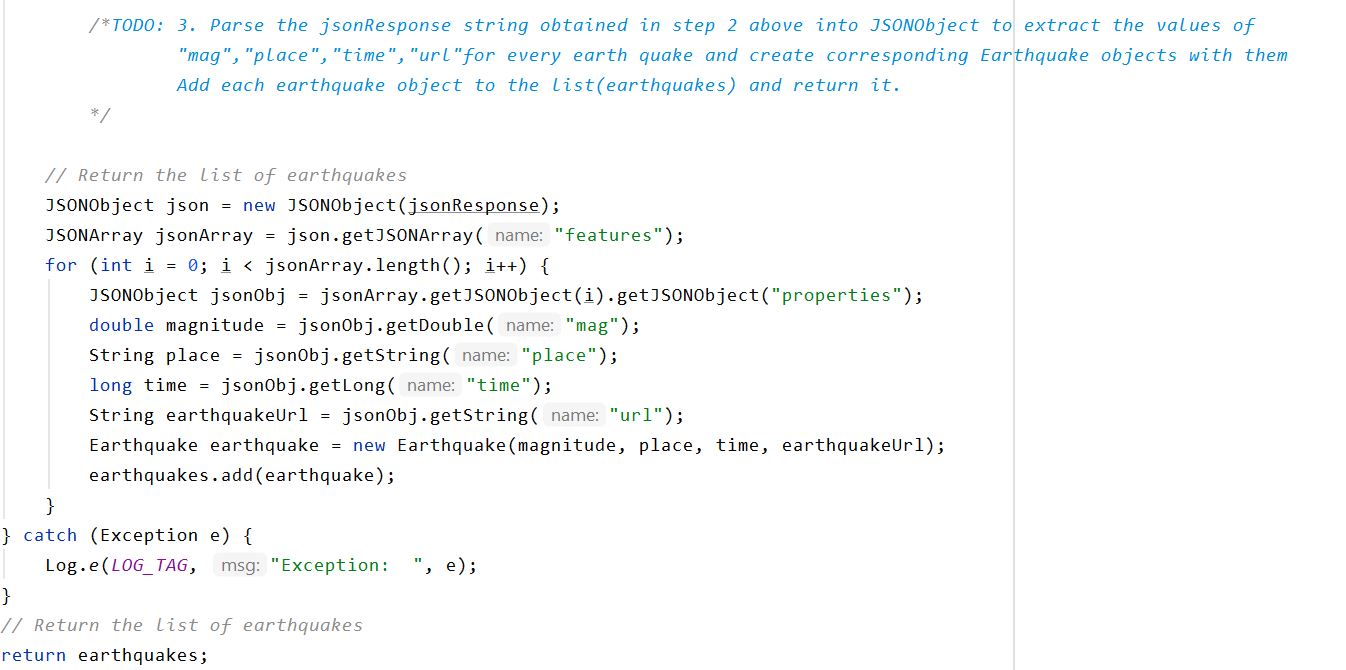 /*TODO: 3. Parse the jsonResponse string obtained in step 2 above into JSONObject to extract the values of
"mag","place","time","url"for every earth quake and create corresponding Earthquake objects with them
Add each earthquake object to the list(earthquakes) and return it.
*/
// Return the list of earthquakes
JSONObject json = new JSONObject(jsonResponse);
JSONArray jsonArray = json.getJSONArray( name: "features");
for (int i = 0; i < jsonArray.length(); i++) {
JSONObject jsonObj = jsonArray.getJSONObject(i).getJSONObject("properties");
double magnitude = jsonObj.getDouble( name: "mag");
String place = jsonObj.getString( name: "place");
long time = jsonObj.getLong( name: "time");
String earthquakeUrl = jsonObj.getString( name: "url");
Earthquake earthquake = new Earthquake(magnitude, place, time, earthquakeUrl);
earthquakes.add(earthquake);
}
} catch (Exception e) {
Log.e(LOG_TAG, msg: "Exception:  ", e);
}
// Return the list of earthquakes
return earthquakes;